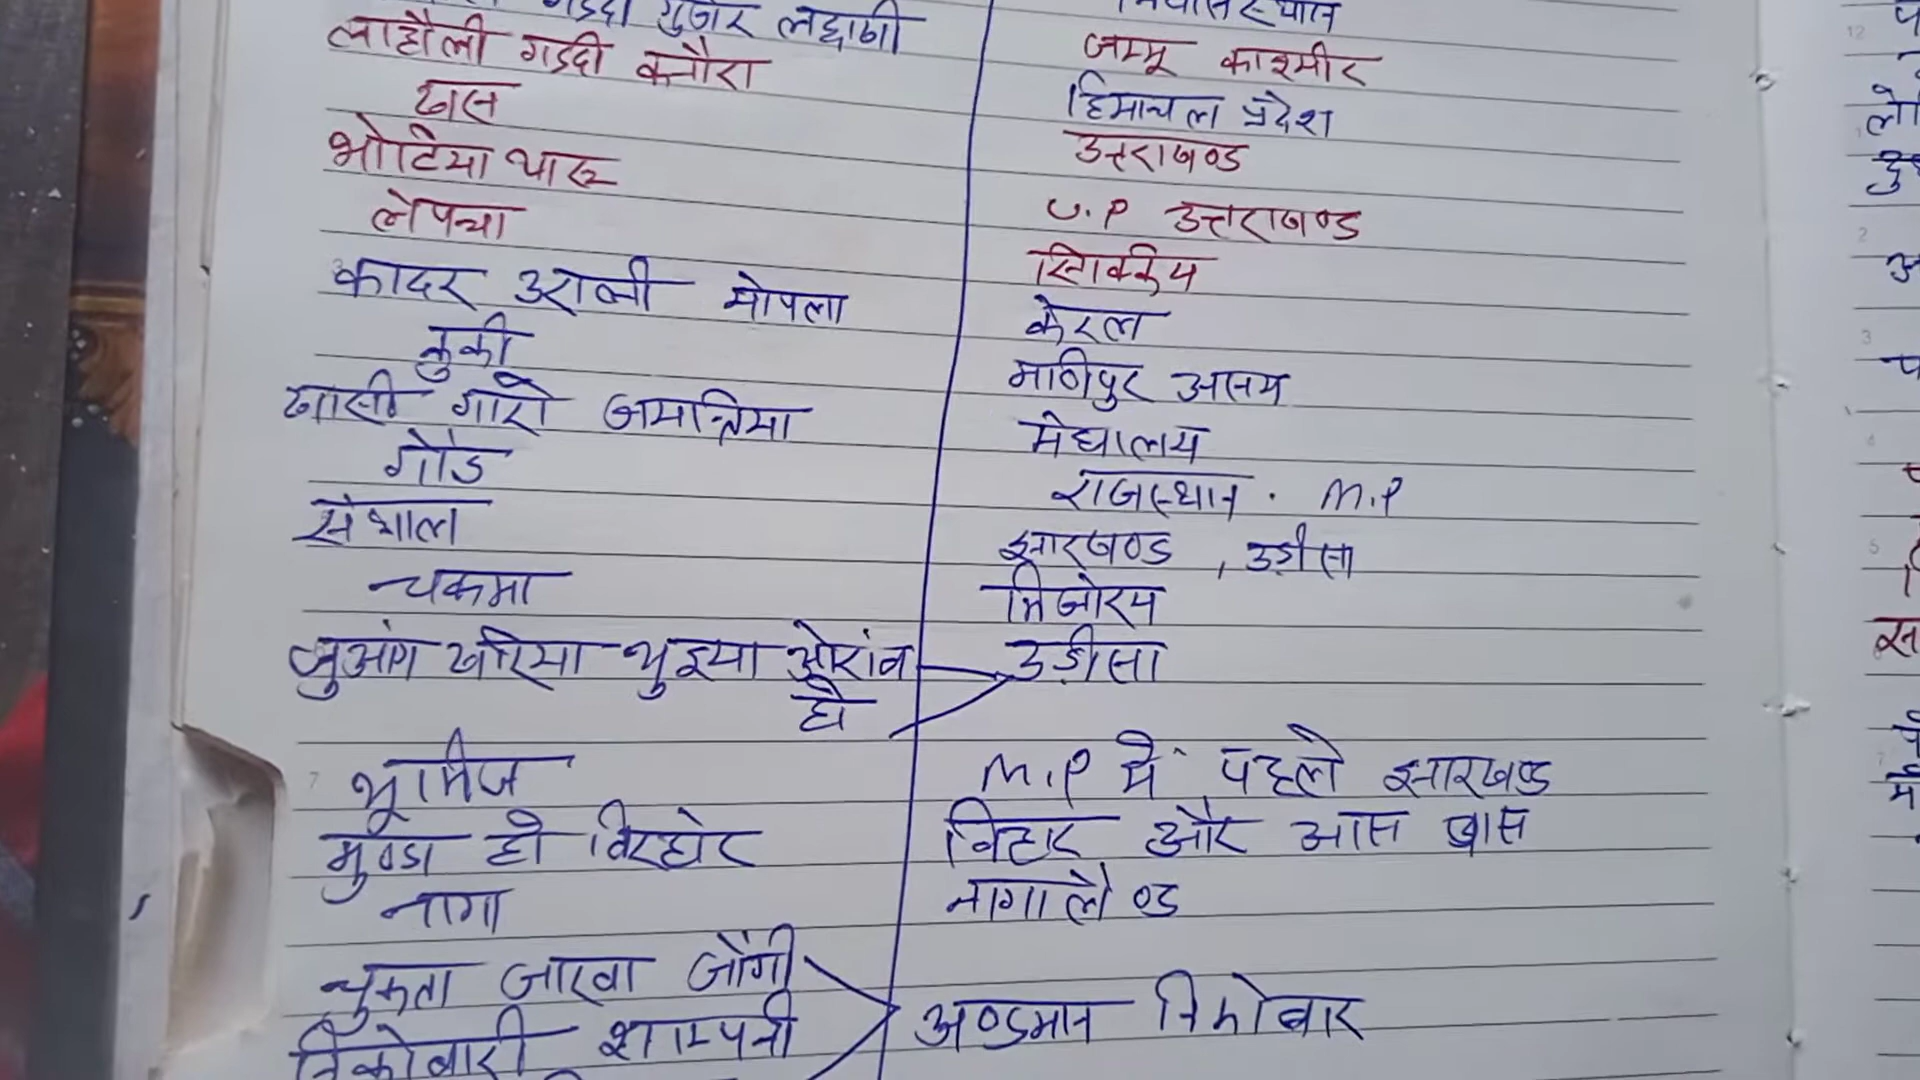 गद्दी गुर्जर लद्दाखी
निवास स्थान
लाहौली गद्दी कनौरा
जम्मू काश्मीर
खस
हिमाचल प्रदेश
भोटिया थारू
उत्तराखण्ड
लेपचा
U.P उत्तराखण्ड
कादर उराली मोपला
सिक्किम
कुकी
केरल
खासी गारो जयन्तिया
मणिपुर असम
गोंड
मेघालय
संथाल
राजस्थान . M.P
चकमा
झारखण्ड , उड़ीसा
मिजोरम
जुआंग खरिया भुइया ओरांव
हो
उड़ीसा
भूमिज
M.P में पहले झारखण्ड
मुण्डा हो विरहोर
विहार और आस पास
नागा
नागालैण्ड
जारवा
निकोबारी शाम्पनी
अण्डमान निकोबार